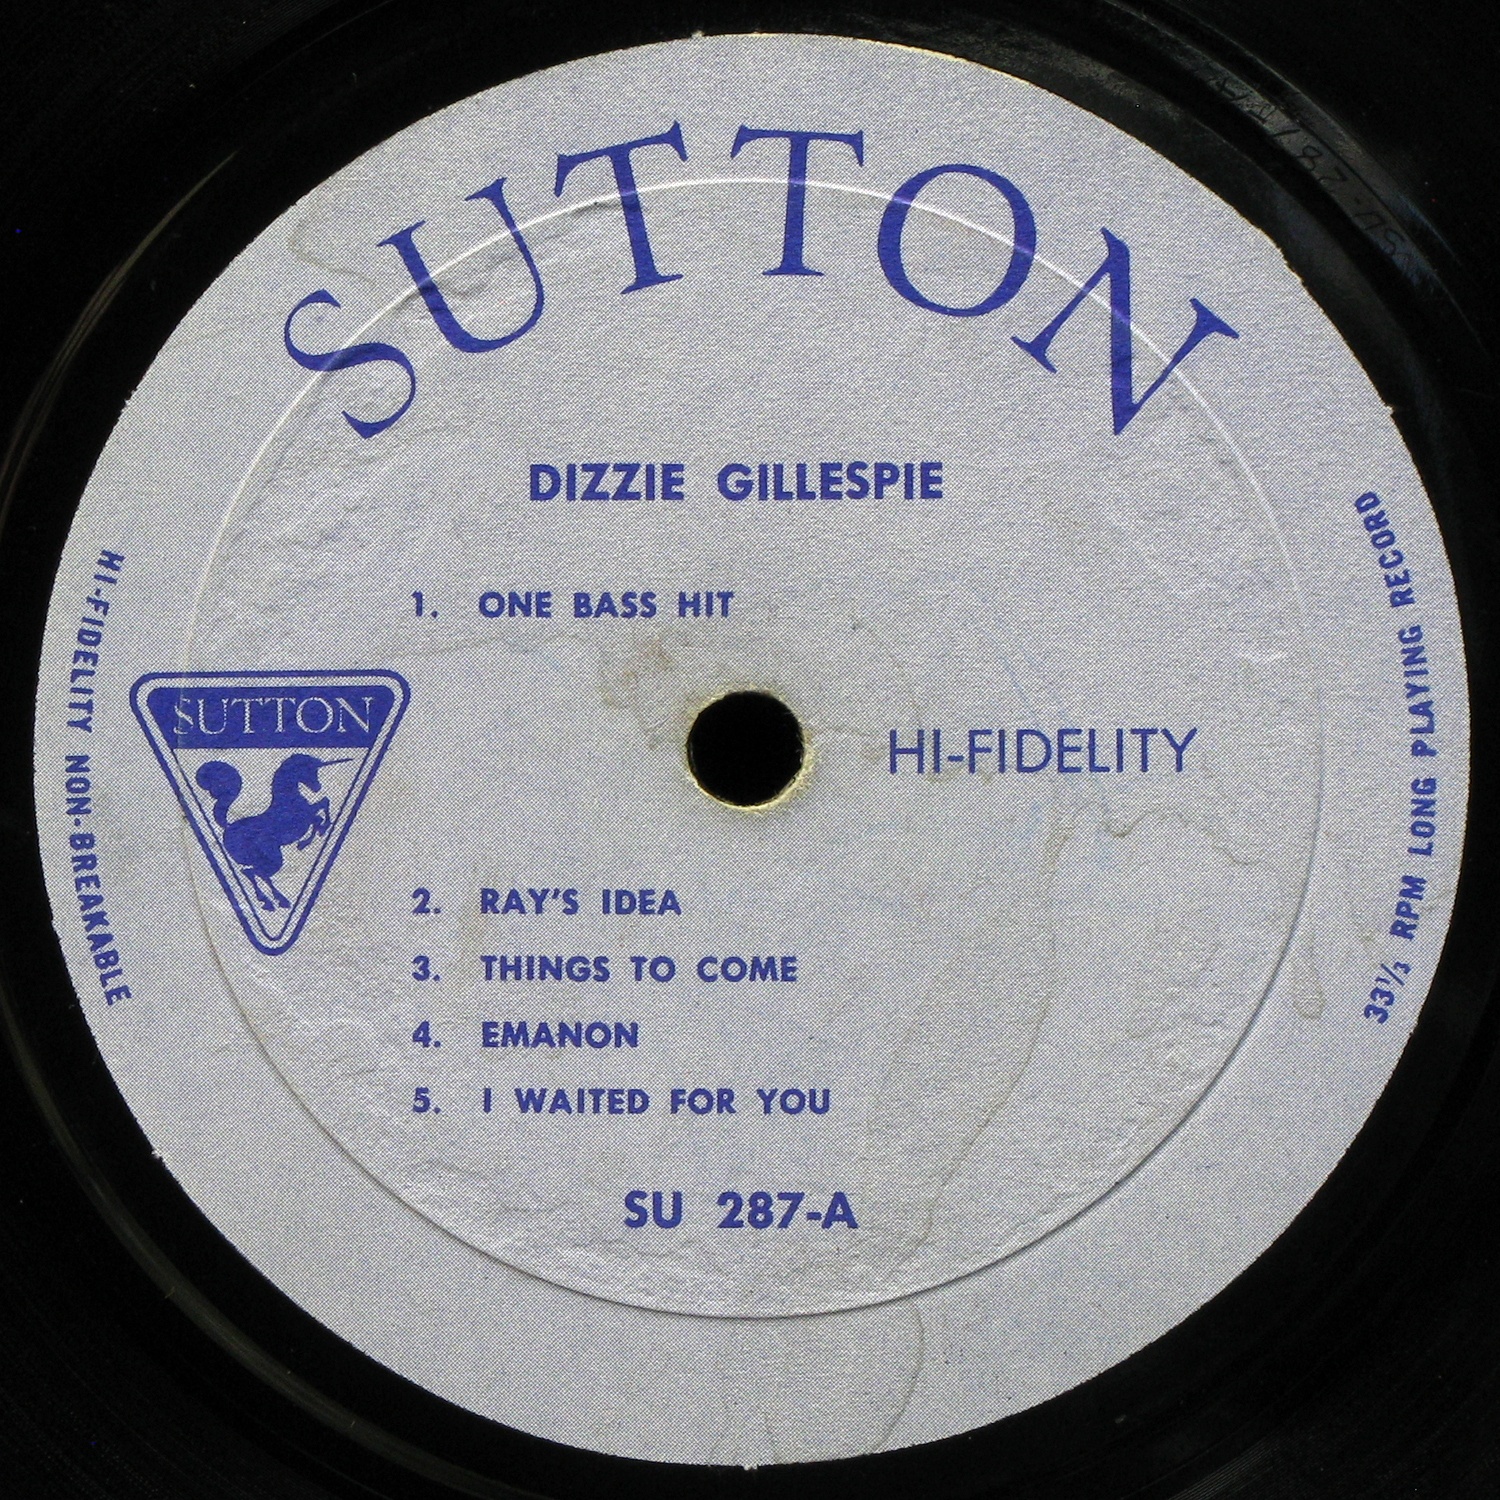 SUTTON
DIZZIE GILLESPIE
1. ONE BASS HIT
SUTTON
HI-FIDELITY
2. RAY'S IDEA
3. THINGS TO COME
4. EMANON
5. I WAITED FOR YOU
SU 287-A
HI-FIDELITY NON-BREAKABLE
33⅓ RPM LONG PLAYING RECORD